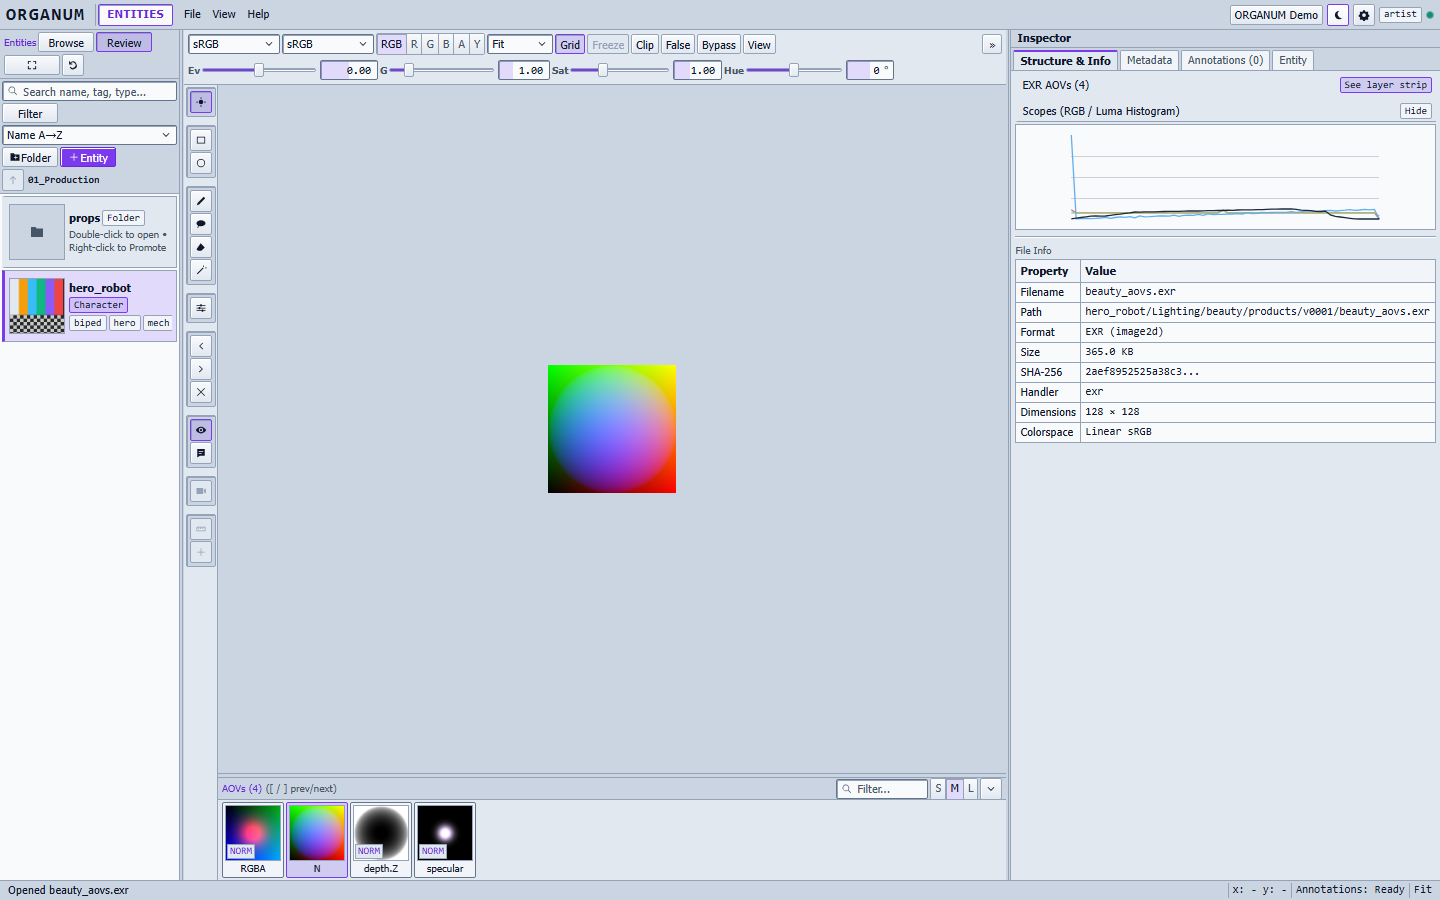 ORGANUM ENTITIES File View Help ORGANUM Demo artist
Entities Browse Review
Search name, tag, type...
Filter
Name A→Z
Folder + Entity
↑ 01_Production
props Folder
Double-click to open •
Right-click to Promote
hero_robot
Character
biped hero mech
sRGB sRGB RGB R G B A Y Fit Grid Freeze Clip False Bypass View »
Ev 0.00 G 1.00 Sat 1.00 Hue 0 °
AOVs (4) ([ / ] prev/next) Filter... S M L
NORM NORM NORM
RGBA N depth.Z specular
Inspector
Structure & Info Metadata Annotations (0) Entity
EXR AOVs (4) See layer strip
Scopes (RGB / Luma Histogram) Hide
File Info
Property Value
Filename beauty_aovs.exr
Path hero_robot/Lighting/beauty/products/v0001/beauty_aovs.exr
Format EXR (image2d)
Size 365.0 KB
SHA-256 2aef8952525a38c3...
Handler exr
Dimensions 128 × 128
Colorspace Linear sRGB
Opened beauty_aovs.exr x: - y: - Annotations: Ready Fit